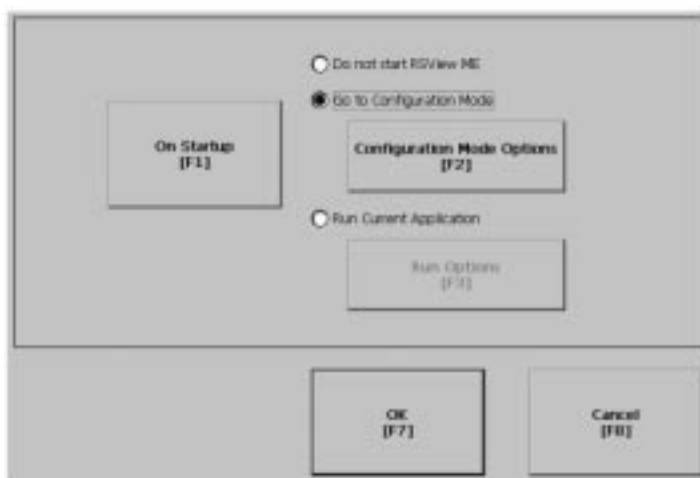 Do not start RSView ME
Go to Configuration Mode
On Startup
[F1]
Configuration Mode Options
[F2]
Run Current Application
Run Options
[F3]
OK
[F7]
Cancel
[F8]